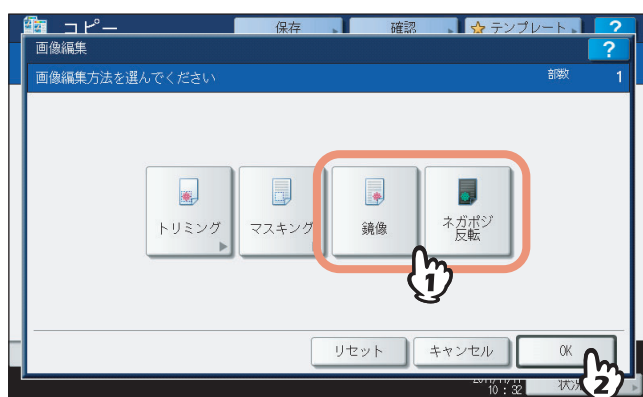 コピー 保存 確認 テンプレート ?
画像編集 ?
画像編集方法を選んでください 部数 1
トリミング マスキング 鏡像 ネガポジ
反転
1
リセット キャンセル OK
10:32
2